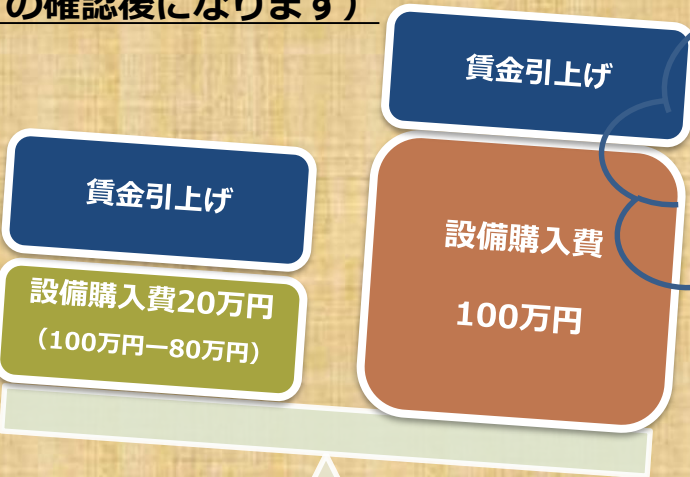 の確認後になります）
賃金引上げ
設備購入費
100万円
賃金引上げ
設備購入費20万円
（100万円ー80万円）